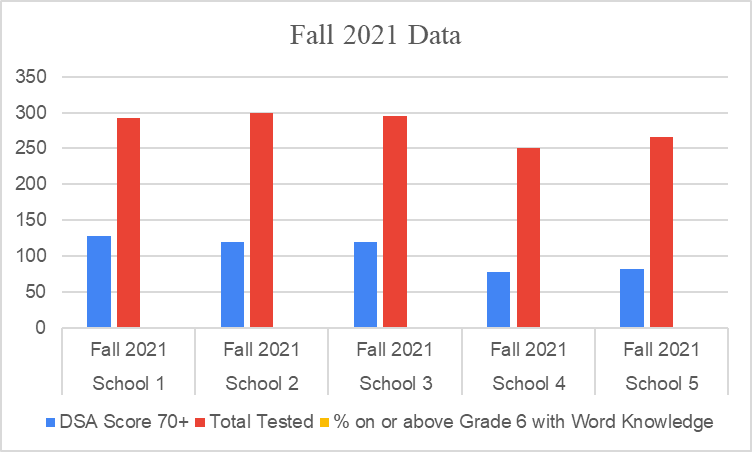 Fall 2021 Data
350
300
250
200
150
100
50
0
Fall 2021 Fall 2021 Fall 2021 Fall 2021 Fall 2021
School 1 School 2 School 3 School 4 School 5
DSA Score 70+ Total Tested % on or above Grade 6 with Word Knowledge